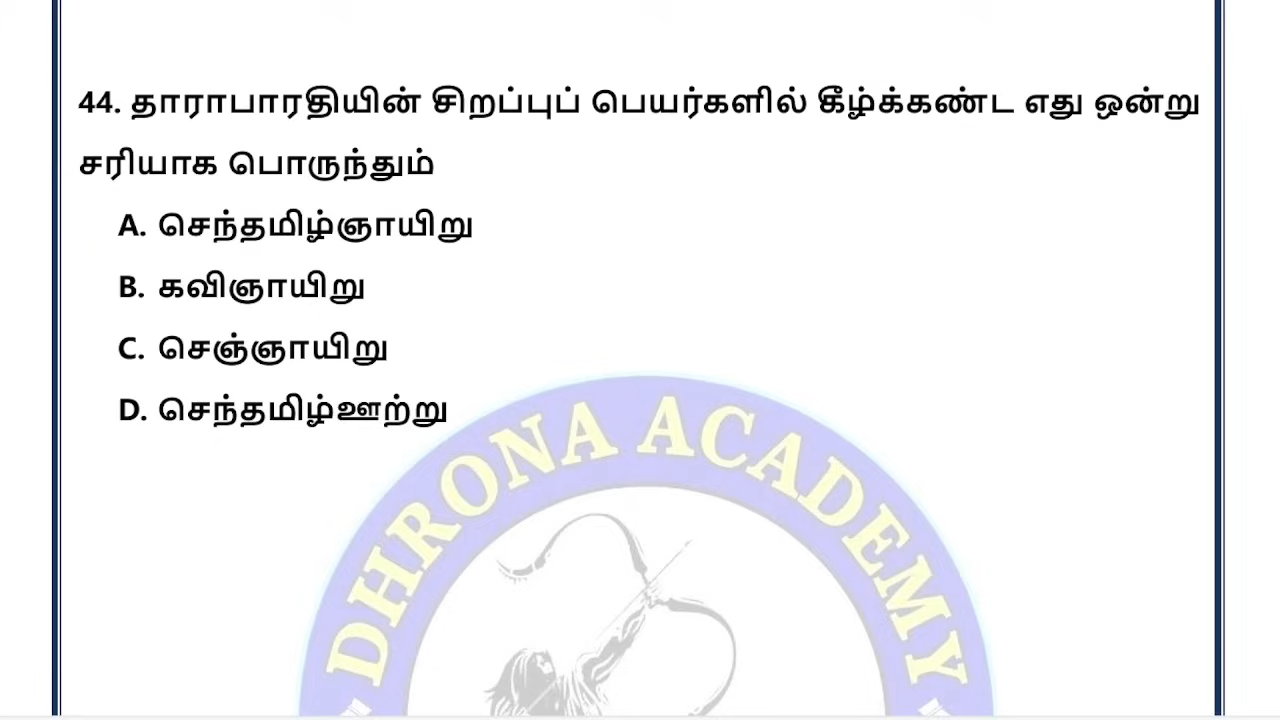 44. தாராபாரதியின் சிறப்புப் பெயர்களில் கீழ்க்கண்ட எது ஒன்று
சரியாக பொருந்தும்
A. செந்தமிழ்ஞாயிறு
B. கவிஞாயிறு
C. செஞ்ஞாயிறு
D. செந்தமிழ்ஊற்று
DHRONA ACADEMY